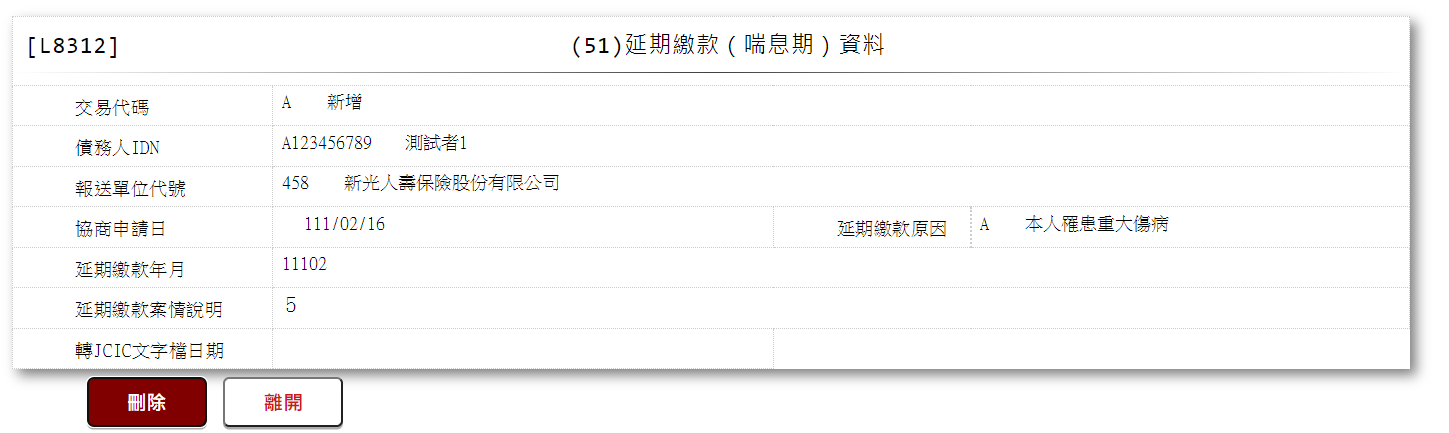 [L8312] (51)延期繳款(喘息期)資料
交易代碼 A 新增
債務人IDN A123456789 測試者1
報送單位代號 458 新光人壽保險股份有限公司
協商申請日 111/02/16 延期繳款原因 A 本人罹患重大傷病
延期繳款年月 11102
延期繳款案情說明 5
轉JCIC文字檔日期
刪除 離開